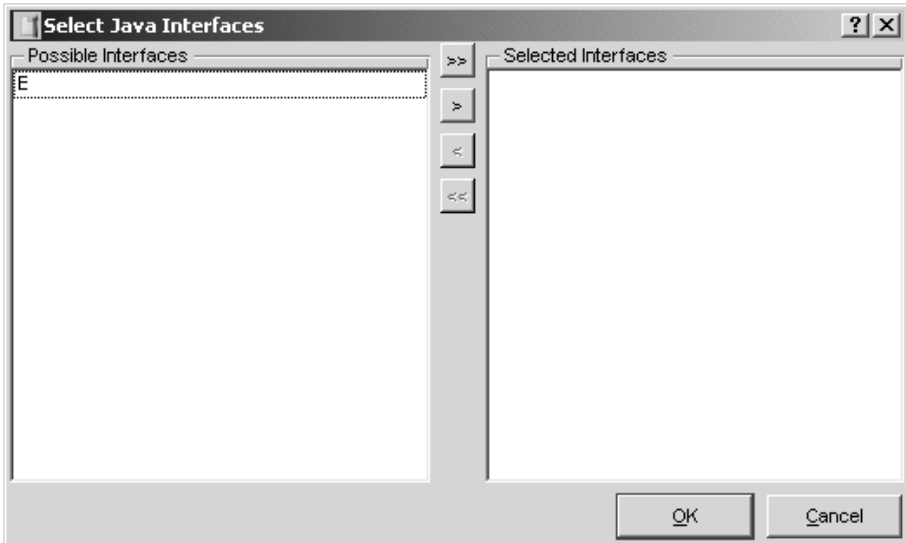 Select Java Interfaces
? X
Possible Interfaces
E
>>
>
<
<<
Selected Interfaces
OK
Cancel